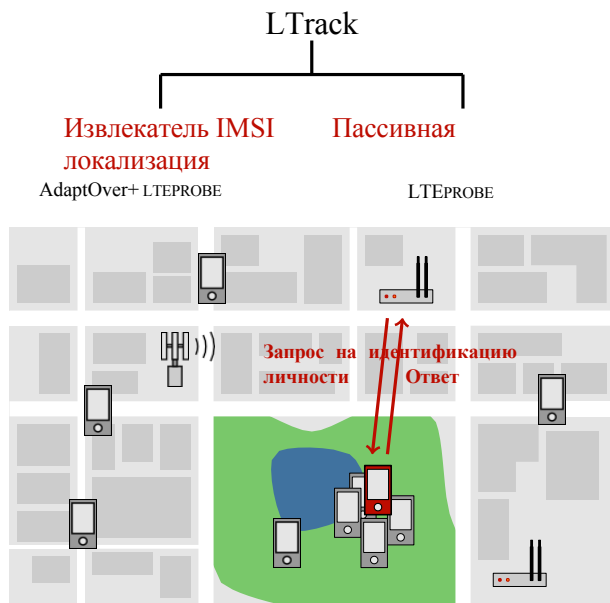 LTrack
Извлекатель IMSI Пассивная
локализация
AdaptOver+ LTEPROBE LTEPROBE
Запрос на идентификацию
личности Ответ